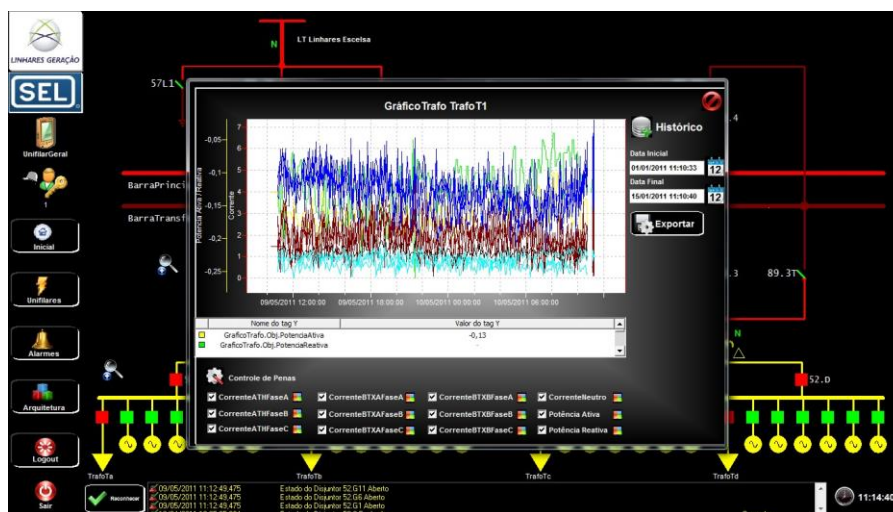 LINHARES GERAÇÃO
SEL
UnifilarGeral
1
Inicial
Unifilares
Alarmes
Arquitetura
Logout
Sair
N
LT Linhares Escelsa
57L1
BarraPrinci
BarraTransf
GráficoTrafo TrafoT1
Potencia Ativa / Reativa
-0,05
-0,1
-0,15
-0,2
-0,25
Corrente
7
6
5
4
3
2
1
0
09/05/2011 12:00:00 09/05/2011 18:00:00 10/05/2011 00:00:00 10/05/2011 06:00:00
Histórico
Data Inicial
01/01/2011 11:10:33
12
Data Final
15/01/2011 11:10:40
12
Exportar
Nome do tag Y Valor do tag Y
GraficoTrafo.Obj.PotenciaAtiva -0,13
GraficoTrafo.Obj.PotenciaReativa -
Controle de Penas
CorrenteATHFaseA CorrenteBTXAFaseA CorrenteBTXBFaseA CorrenteNeutro
CorrenteATHFaseB CorrenteBTXAFaseB CorrenteBTXBFaseB Potência Ativa
CorrenteATHFaseC CorrenteBTXAFaseC CorrenteBTXBFaseC Potência Reativa
.4
.3
89.3T
N
52.D
TrafoTa TrafoTb TrafoTc TrafoTd
Reconhecer
09/05/2011 11:12:49,475 Estado do Disjuntor 52.G11 Aberto
09/05/2011 11:12:49,475 Estado do Disjuntor 52.G6 Aberto
09/05/2011 11:12:49,475 Estado do Disjuntor 52.G1 Aberto
11:14:40